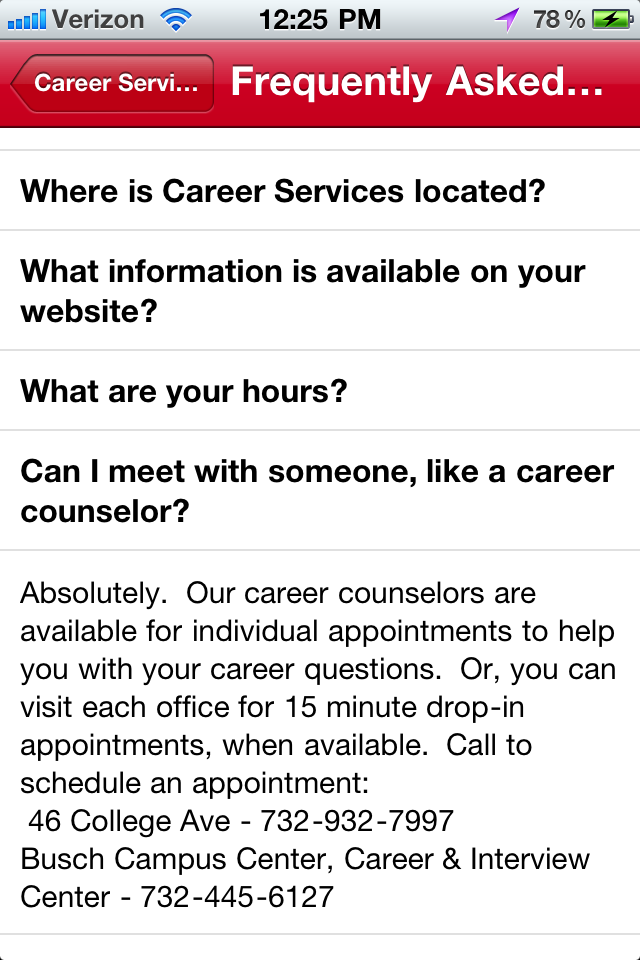 Verizon 12:25 PM 78%
Career Servi... Frequently Asked...
Where is Career Services located?
What information is available on your
website?
What are your hours?
Can I meet with someone, like a career
counselor?
Absolutely.  Our career counselors are
available for individual appointments to help
you with your career questions.  Or, you can
visit each office for 15 minute drop-in
appointments, when available.  Call to
schedule an appointment:
46 College Ave - 732-932-7997
Busch Campus Center, Career & Interview
Center - 732-445-6127